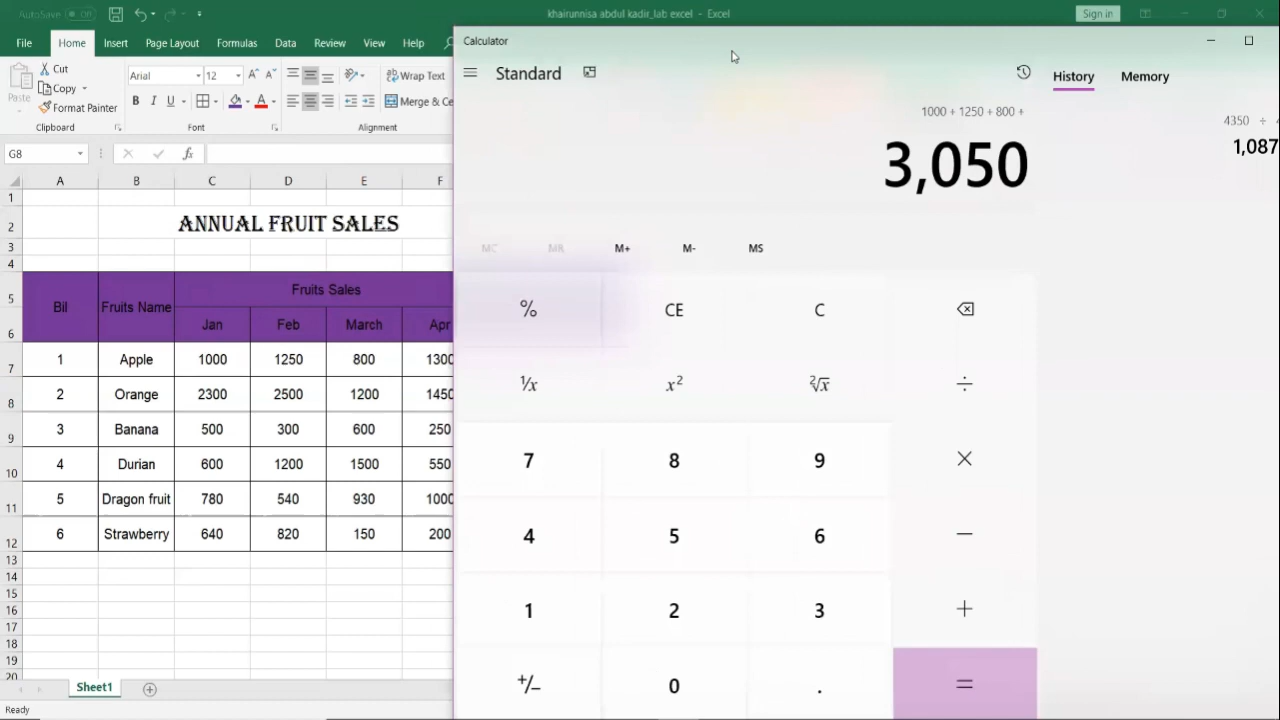 AutoSave Off khairunnisa abdul kadir_lab excel - Excel Sign in
File Home Insert Page Layout Formulas Data Review View Help
Cut
Copy
Format Painter
Paste
Arial 12
B I U
Wrap Text
Merge & Ce
Clipboard Font Alignment
G8 fx
A B C D E F
1
2 ANNUAL FRUIT SALES
3
4
5 Bil Fruits Name Fruits Sales
6 Jan Feb March Apr
7 1 Apple 1000 1250 800 1300
8 2 Orange 2300 2500 1200 1450
9 3 Banana 500 300 600 250
10 4 Durian 600 1200 1500 550
11 5 Dragon fruit 780 540 930 1000
12 6 Strawberry 640 820 150 200
13
14
15
16
17
18
19
20
Sheet1
Ready
Calculator
Standard
History Memory
1000 + 1250 + 800 +
3,050
4350 ÷
1,087
MC MR M+ M- MS
% CE C
¹/x x² ²√x ÷
7 8 9 ×
4 5 6 −
1 2 3 +
+/− 0 . =